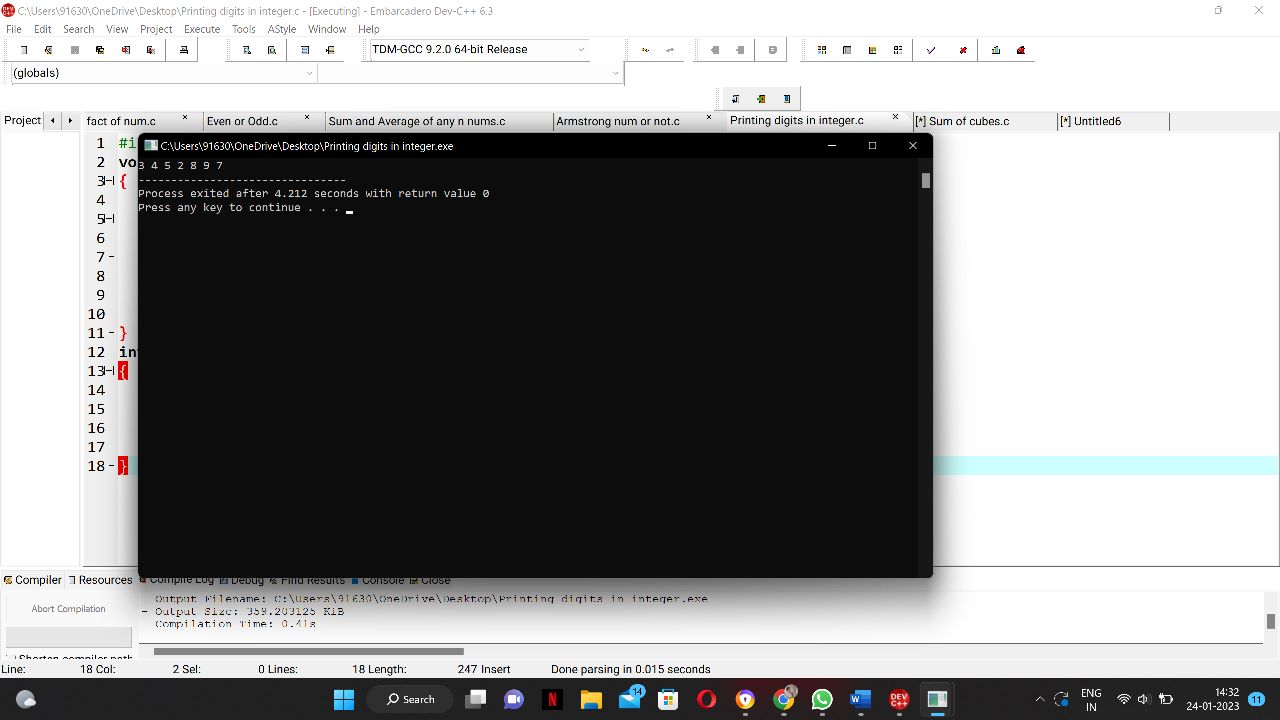 C:\Users\91630\OneDrive\Desktop\Printing digits in integer.c - [Executing] - Embarcadero Dev-C++ 6.3
File Edit Search View Project Execute Tools AStyle Window Help
TDM-GCC 9.2.0 64-bit Release
(globals)
Project fact of num.c Even or Odd.c Sum and Average of any n nums.c Armstrong num or not.c Printing digits in integer.c [*] Sum of cubes.c [*] Untitled6
C:\Users\91630\OneDrive\Desktop\Printing digits in integer.exe
3 4 5 2 8 9 7
--------------------------------
Process exited after 4.212 seconds with return value 0
Press any key to continue . . .
1 #i
2 vo
3 {
4
5
6
7
8
9
10
11 }
12 in
13 {
14
15
16
17
18 }
Compiler Resources Compile Log Debug Find Results Console Close
Abort Compilation
Shorten compiler path
- Output Filename: C:\Users\91630\OneDrive\Desktop\Printing digits in integer.exe
- Output Size: 359.203125 KiB
- Compilation Time: 0.41s
Line: 18 Col: 2 Sel: 0 Lines: 18 Length: 247 Insert Done parsing in 0.015 seconds
Search
14
DEV C++
ENG
IN
14:32
24-01-2023
11